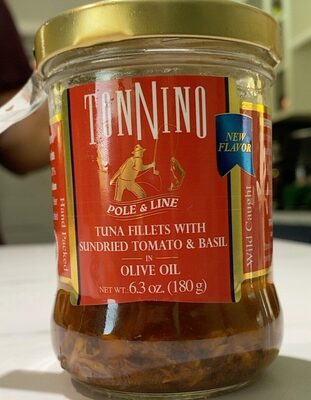 TONNINO
NEW
FLAVOR
POLE & LINE
TUNA FILLETS WITH
SUNDRIED TOMATO & BASIL
IN
OLIVE OIL
NET WT. 6.3 oz. (180 g)
Hand Packed
Wild Caught